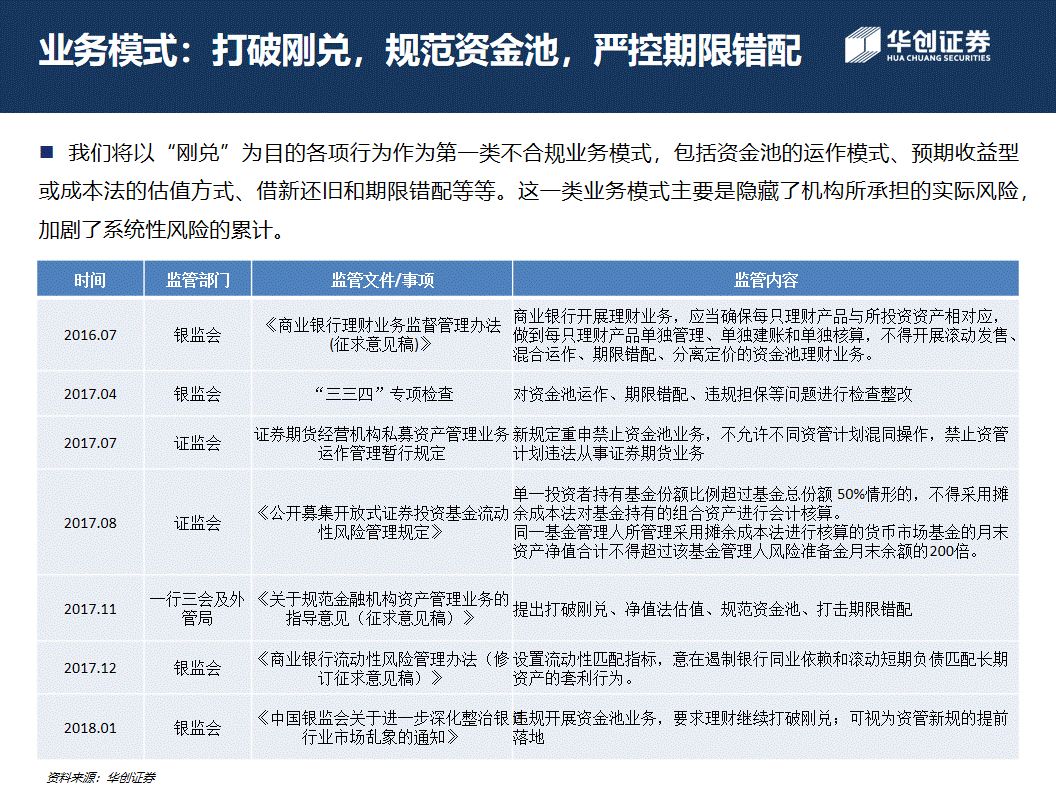 业务模式：打破刚兑，规范资金池，严控期限错配
华创证券
HUA CHUANG SECURITIES
■ 我们将以“刚兑”为目的各项行为作为第一类不合规业务模式，包括资金池的运作模式、预期收益型
或成本法的估值方式、借新还旧和期限错配等等。这一类业务模式主要是隐藏了机构所承担的实际风险，
加剧了系统性风险的累计。
时间 监管部门 监管文件/事项 监管内容
2016.07 银监会
《商业银行理财业务监督管理办法
(征求意见稿)》
商业银行开展理财业务，应当确保每只理财产品与所投资资产相对应，
做到每只理财产品单独管理、单独建账和单独核算，不得开展滚动发售、
混合运作、期限错配、分离定价的资金池理财业务。
2017.04 银监会 “三三四”专项检查 对资金池运作、期限错配、违规担保等问题进行检查整改
2017.07 证监会
证券期货经营机构私募资产管理业务
运作管理暂行规定
新规定重申禁止资金池业务，不允许不同资管计划混同操作，禁止资管
计划违法从事证券期货业务
2017.08 证监会
《公开募集开放式证券投资基金流动
性风险管理规定》
单一投资者持有基金份额比例超过基金总份额 50%情形的，不得采用摊
余成本法对基金持有的组合资产进行会计核算。
同一基金管理人所管理采用摊余成本法进行核算的货币市场基金的月末
资产净值合计不得超过该基金管理人风险准备金月末余额的200倍。
2017.11
一行三会及外
管局
《关于规范金融机构资产管理业务的
指导意见（征求意见稿）》
提出打破刚兑、净值法估值、规范资金池、打击期限错配
2017.12 银监会
《商业银行流动性风险管理办法（修
订征求意见稿）》
设置流动性匹配指标，意在遏制银行同业依赖和滚动短期负债匹配长期
资产的套利行为。
2018.01 银监会
《中国银监会关于进一步深化整治银
行业市场乱象的通知》
违规开展资金池业务，要求理财继续打破刚兑；可视为资管新规的提前
落地
资料来源：华创证券